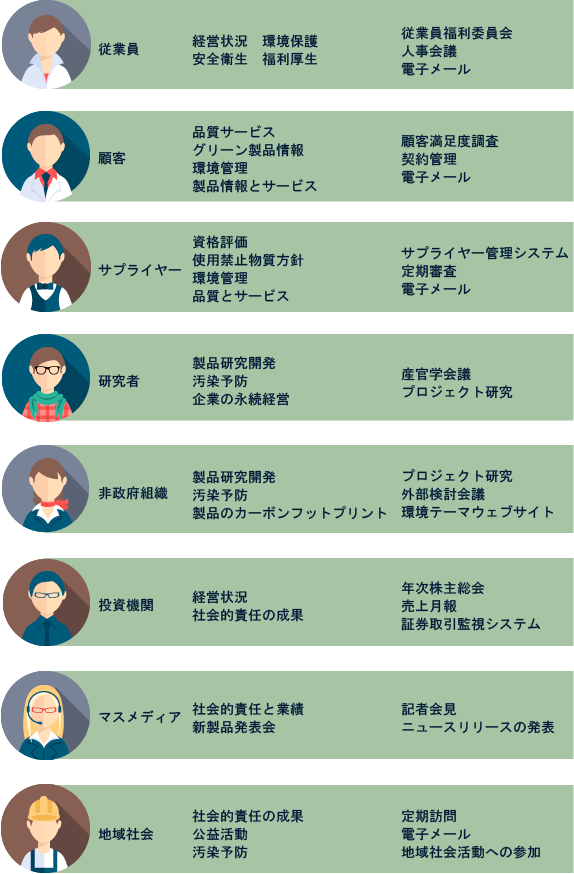 従業員
経営状況　環境保護
安全衛生　福利厚生
従業員福利委員会
人事会議
電子メール
顧客
品質サービス
グリーン製品情報
環境管理
製品情報とサービス
顧客満足度調査
契約管理
電子メール
サプライヤー
資格評価
使用禁止物質方針
環境管理
品質とサービス
サプライヤー管理システム
定期審査
電子メール
研究者
製品研究開発
汚染予防
企業の永続経営
産官学会議
プロジェクト研究
非政府組織
製品研究開発
汚染予防
製品のカーボンフットプリント
プロジェクト研究
外部検討会議
環境テーマウェブサイト
投資機関
経営状況
社会的責任の成果
年次株主総会
売上月報
証券取引監視システム
マスメディア
社会的責任と業績
新製品発表会
記者会見
ニュースリリースの発表
地域社会
社会的責任の成果
公益活動
汚染予防
定期訪問
電子メール
地域社会活動への参加